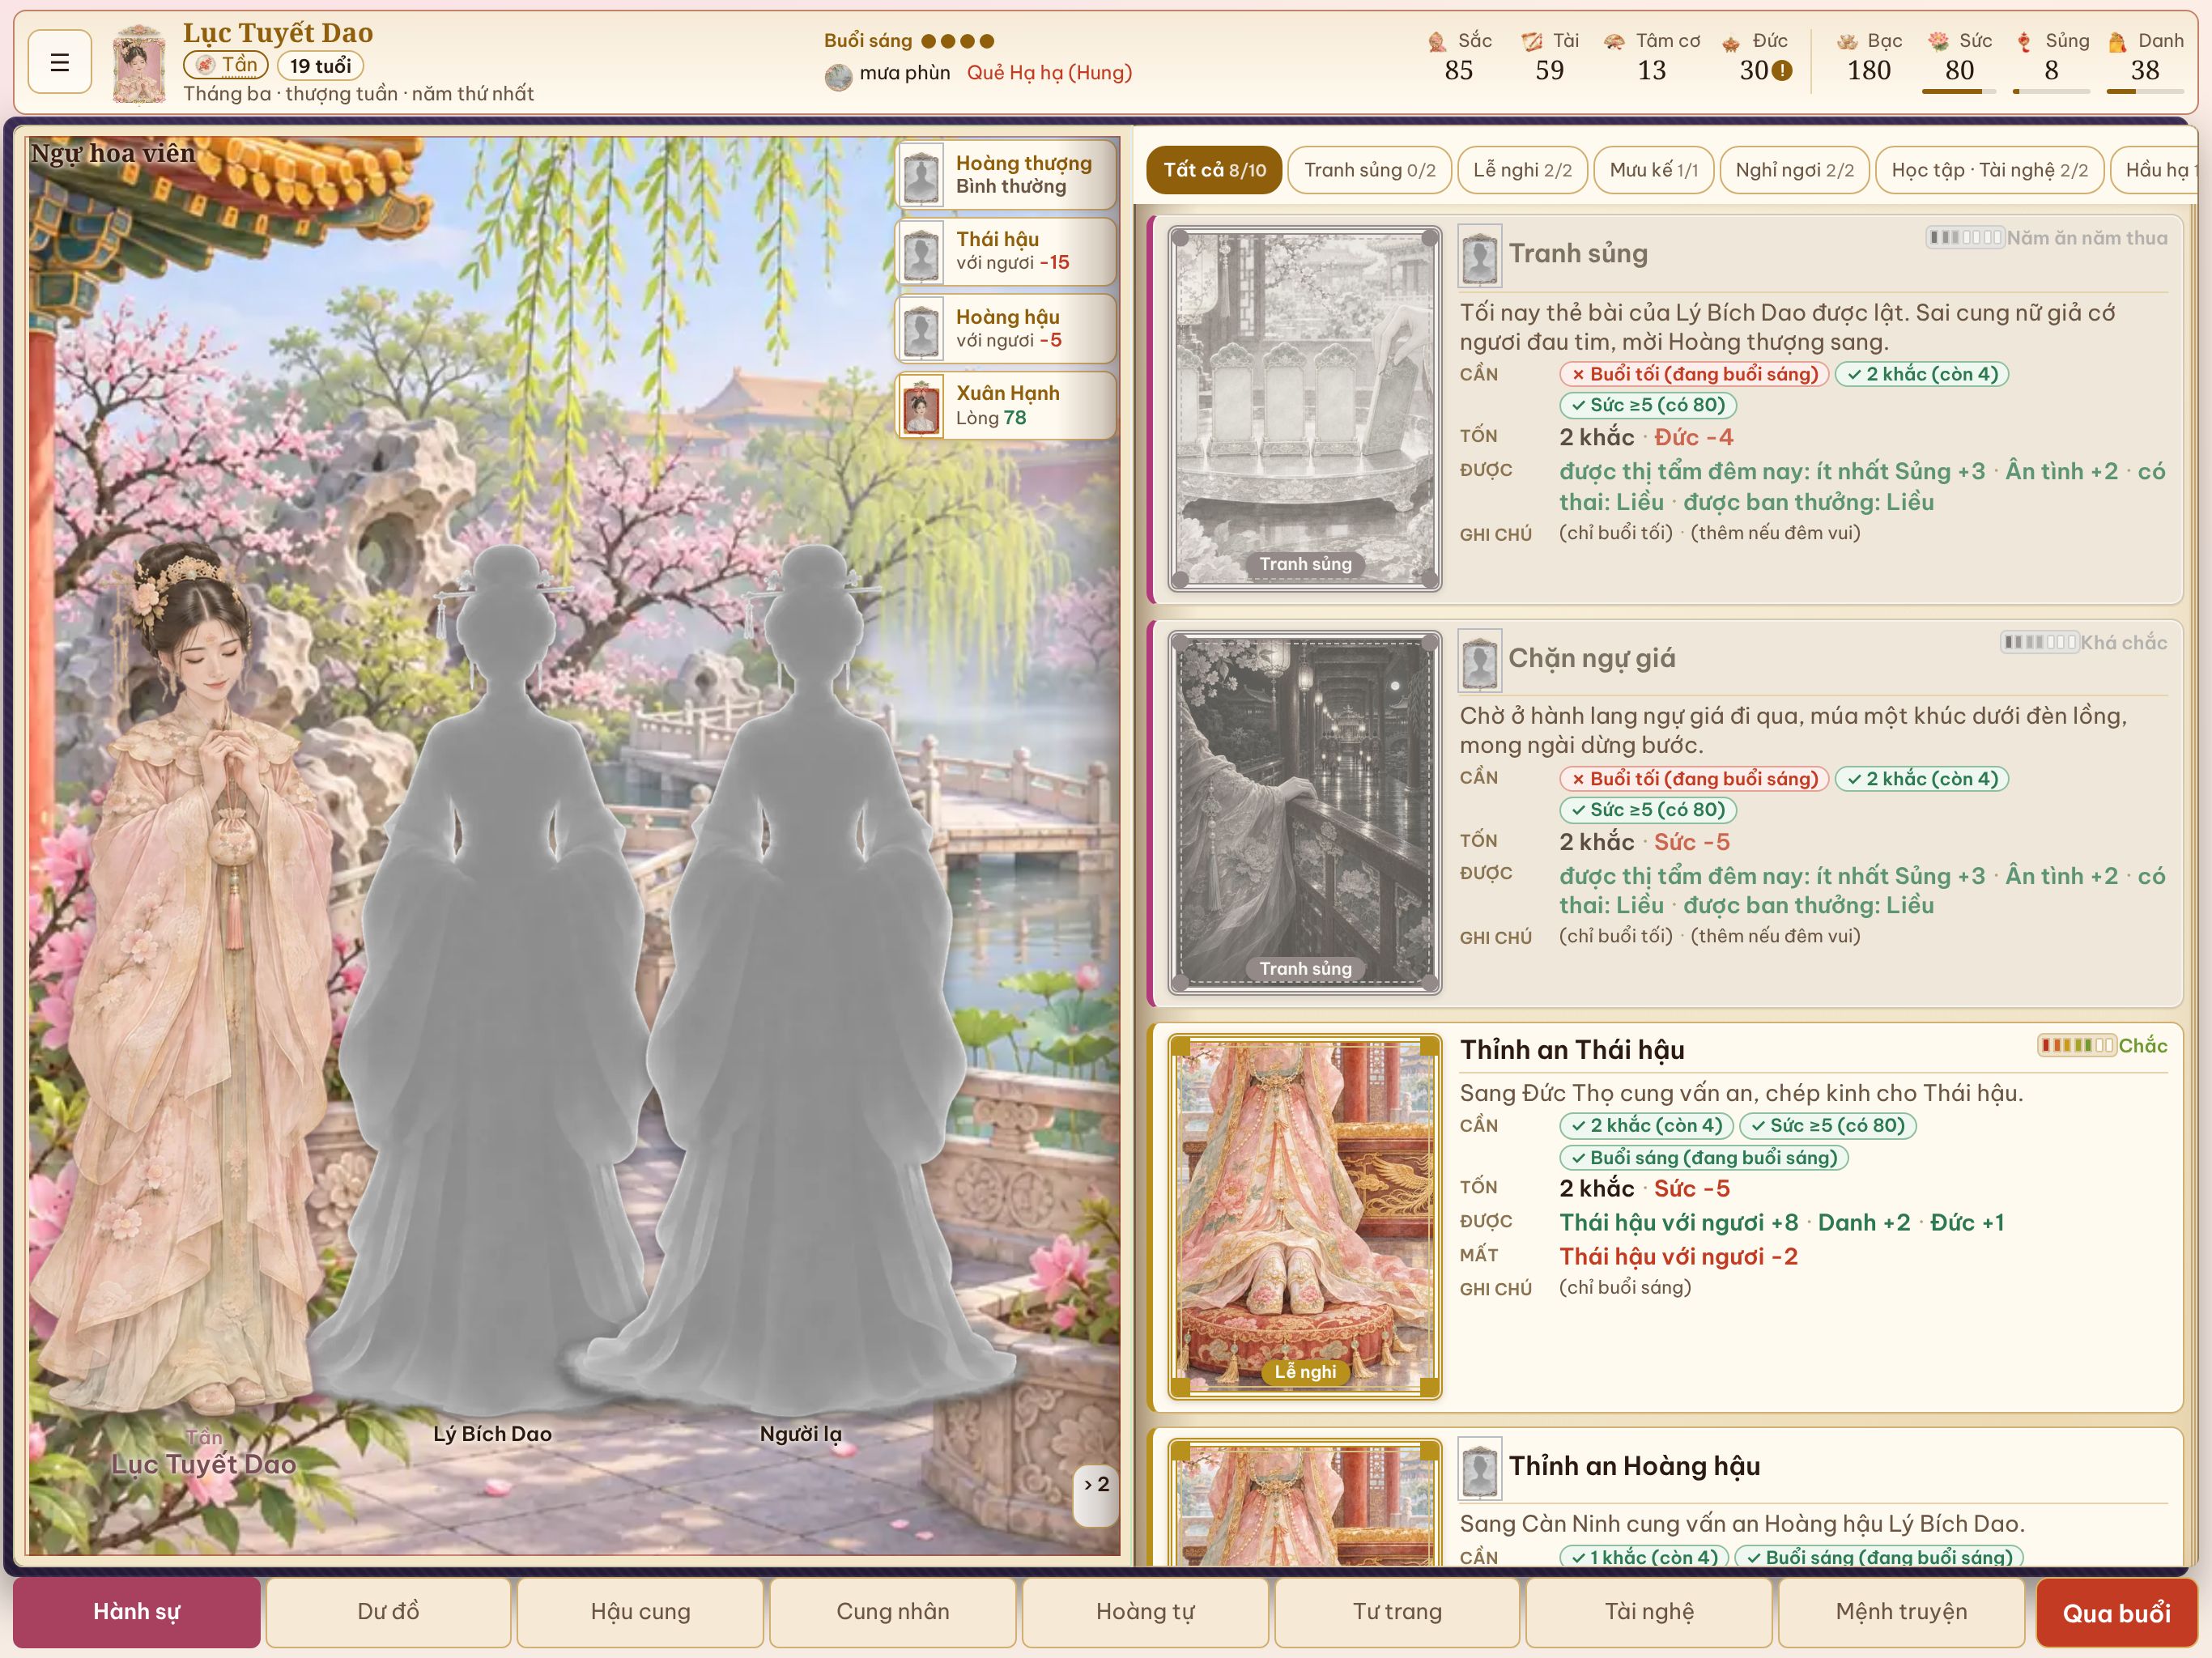 ☰
Lục Tuyết Dao
Tần
19 tuổi
Tháng ba · thượng tuần · năm thứ nhất
Buổi sáng
mưa phùn Quẻ Hạ hạ (Hung)
Sắc 85
Tài 59
Tâm cơ 13
Đức 30 !
Bạc 180
Sức 80
Sủng 8
Danh 38
Ngự hoa viên
Hoàng thượng
Bình thường
Thái hậu
với ngươi -15
Hoàng hậu
với ngươi -5
Xuân Hạnh
Lòng 78
Tần
Lục Tuyết Dao
Lý Bích Dao
Người lạ
› 2
Tất cả 8/10
Tranh sủng 0/2
Lễ nghi 2/2
Mưu kế 1/1
Nghỉ ngơi 2/2
Học tập · Tài nghệ 2/2
Hầu hạ
Tranh sủng
Tranh sủng
Năm ăn năm thua
Tối nay thẻ bài của Lý Bích Dao được lật. Sai cung nữ giả cớ
ngươi đau tim, mời Hoàng thượng sang.
CẦN × Buổi tối (đang buổi sáng) ✓ 2 khắc (còn 4)
✓ Sức ≥5 (có 80)
TỐN 2 khắc · Đức -4
ĐƯỢC được thị tẩm đêm nay: ít nhất Sủng +3 · Ân tình +2 · có
thai: Liều · được ban thưởng: Liều
GHI CHÚ (chỉ buổi tối) · (thêm nếu đêm vui)
Tranh sủng
Chặn ngự giá
Khá chắc
Chờ ở hành lang ngự giá đi qua, múa một khúc dưới đèn lồng,
mong ngài dừng bước.
CẦN × Buổi tối (đang buổi sáng) ✓ 2 khắc (còn 4)
✓ Sức ≥5 (có 80)
TỐN 2 khắc · Sức -5
ĐƯỢC được thị tẩm đêm nay: ít nhất Sủng +3 · Ân tình +2 · có
thai: Liều · được ban thưởng: Liều
GHI CHÚ (chỉ buổi tối) · (thêm nếu đêm vui)
Lễ nghi
Thỉnh an Thái hậu
Chắc
Sang Đức Thọ cung vấn an, chép kinh cho Thái hậu.
CẦN ✓ 2 khắc (còn 4) ✓ Sức ≥5 (có 80)
✓ Buổi sáng (đang buổi sáng)
TỐN 2 khắc · Sức -5
ĐƯỢC Thái hậu với ngươi +8 · Danh +2 · Đức +1
MẤT Thái hậu với ngươi -2
GHI CHÚ (chỉ buổi sáng)
Thỉnh an Hoàng hậu
Sang Càn Ninh cung vấn an Hoàng hậu Lý Bích Dao.
CẦN ✓ 1 khắc (còn 4) ✓ Buổi sáng (đang buổi sáng)
Hành sự
Dư đồ
Hậu cung
Cung nhân
Hoàng tự
Tư trang
Tài nghệ
Mệnh truyện
Qua buổi